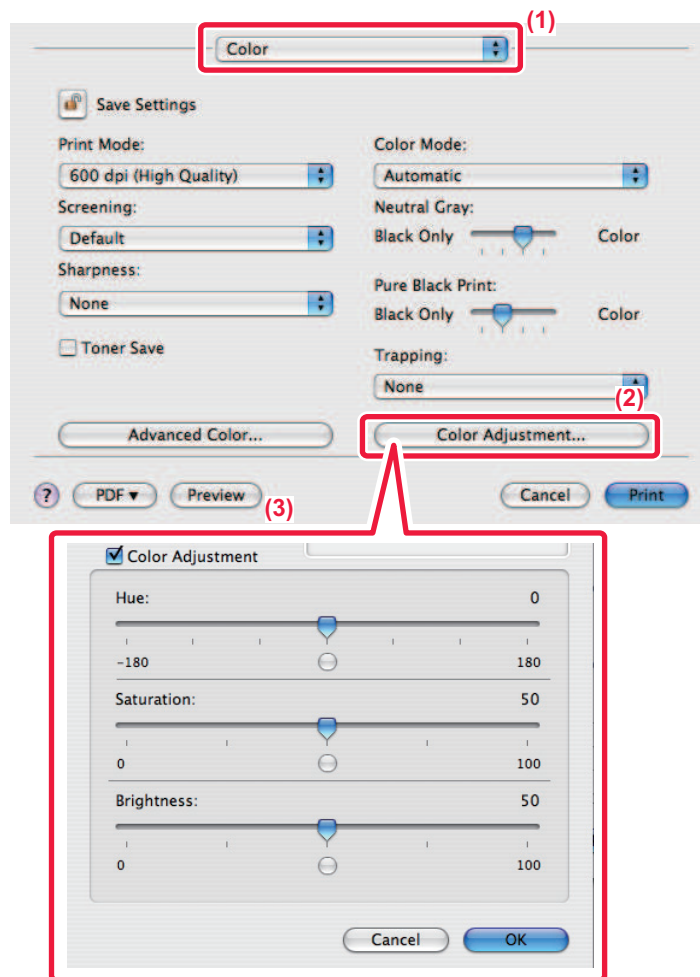 (1)
Color
Save Settings
Print Mode:
Color Mode:
600 dpi (High Quality)
Automatic
Screening:
Neutral Gray:
Default
Black Only
Color
Sharpness:
Pure Black Print:
None
Black Only
Color
Toner Save
Trapping:
None
(2)
Advanced Color...
Color Adjustment...
?
PDF
Preview
(3)
Cancel
Print
Color Adjustment
Hue:
0
-180
180
Saturation:
50
0
100
Brightness:
50
0
100
Cancel
OK